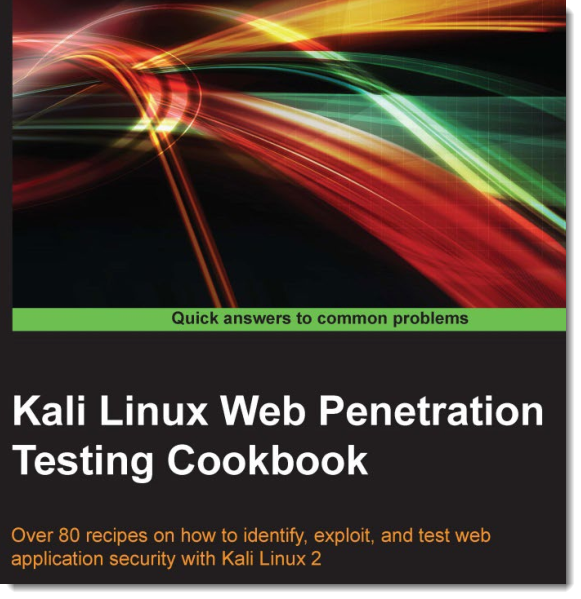 Quick answers to common problems
Kali Linux Web Penetration
Testing Cookbook
Over 80 recipes on how to identify, exploit, and test web
application security with Kali Linux 2